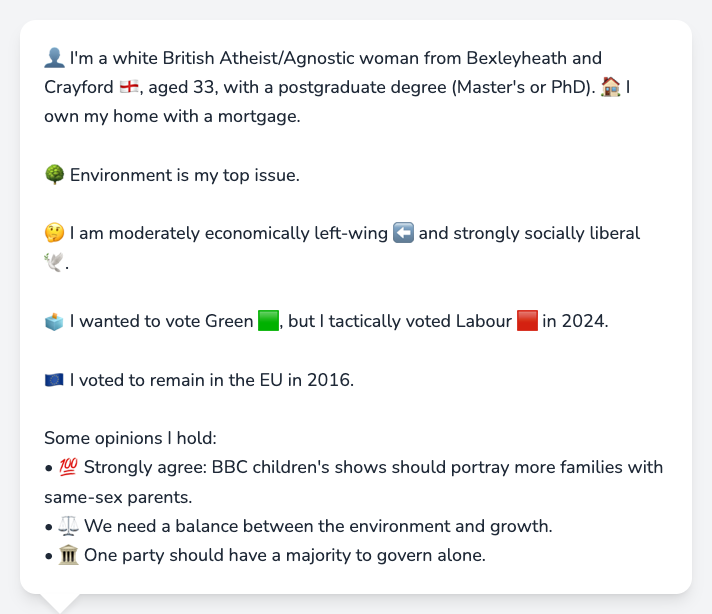 👤 I'm a white British Atheist/Agnostic woman from Bexleyheath and
Crayford 🏴󠁧󠁢󠁥󠁮󠁧󠁿, aged 33, with a postgraduate degree (Master's or PhD). 🏠 I
own my home with a mortgage.
🌳 Environment is my top issue.
🤔 I am moderately economically left-wing ⬅️ and strongly socially liberal
🕊️.
🗳️ I wanted to vote Green 🟩, but I tactically voted Labour 🟥 in 2024.
🇪🇺 I voted to remain in the EU in 2016.
Some opinions I hold:
• 💯 Strongly agree: BBC children's shows should portray more families with
same-sex parents.
• ⚖️ We need a balance between the environment and growth.
• 🏛️ One party should have a majority to govern alone.